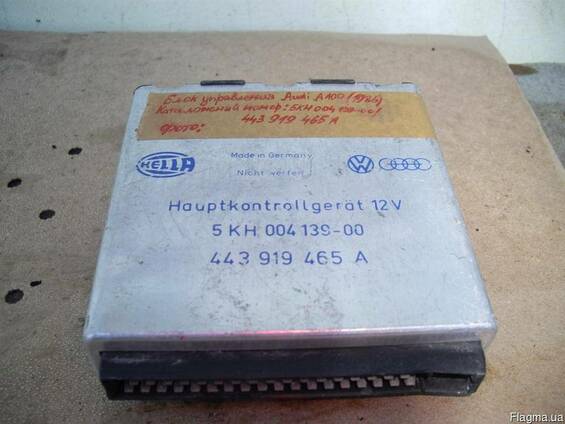 Блок управления Audi A100 (1986)
Каталожный номер: 5KH 004 139-00/
443 919 465 A
фото:
HELLA
Made in Germany
Nicht werfen
Hauptkontrollgerät 12V
5 KH 004 139-00
443 919 465 A
Flagma.ua